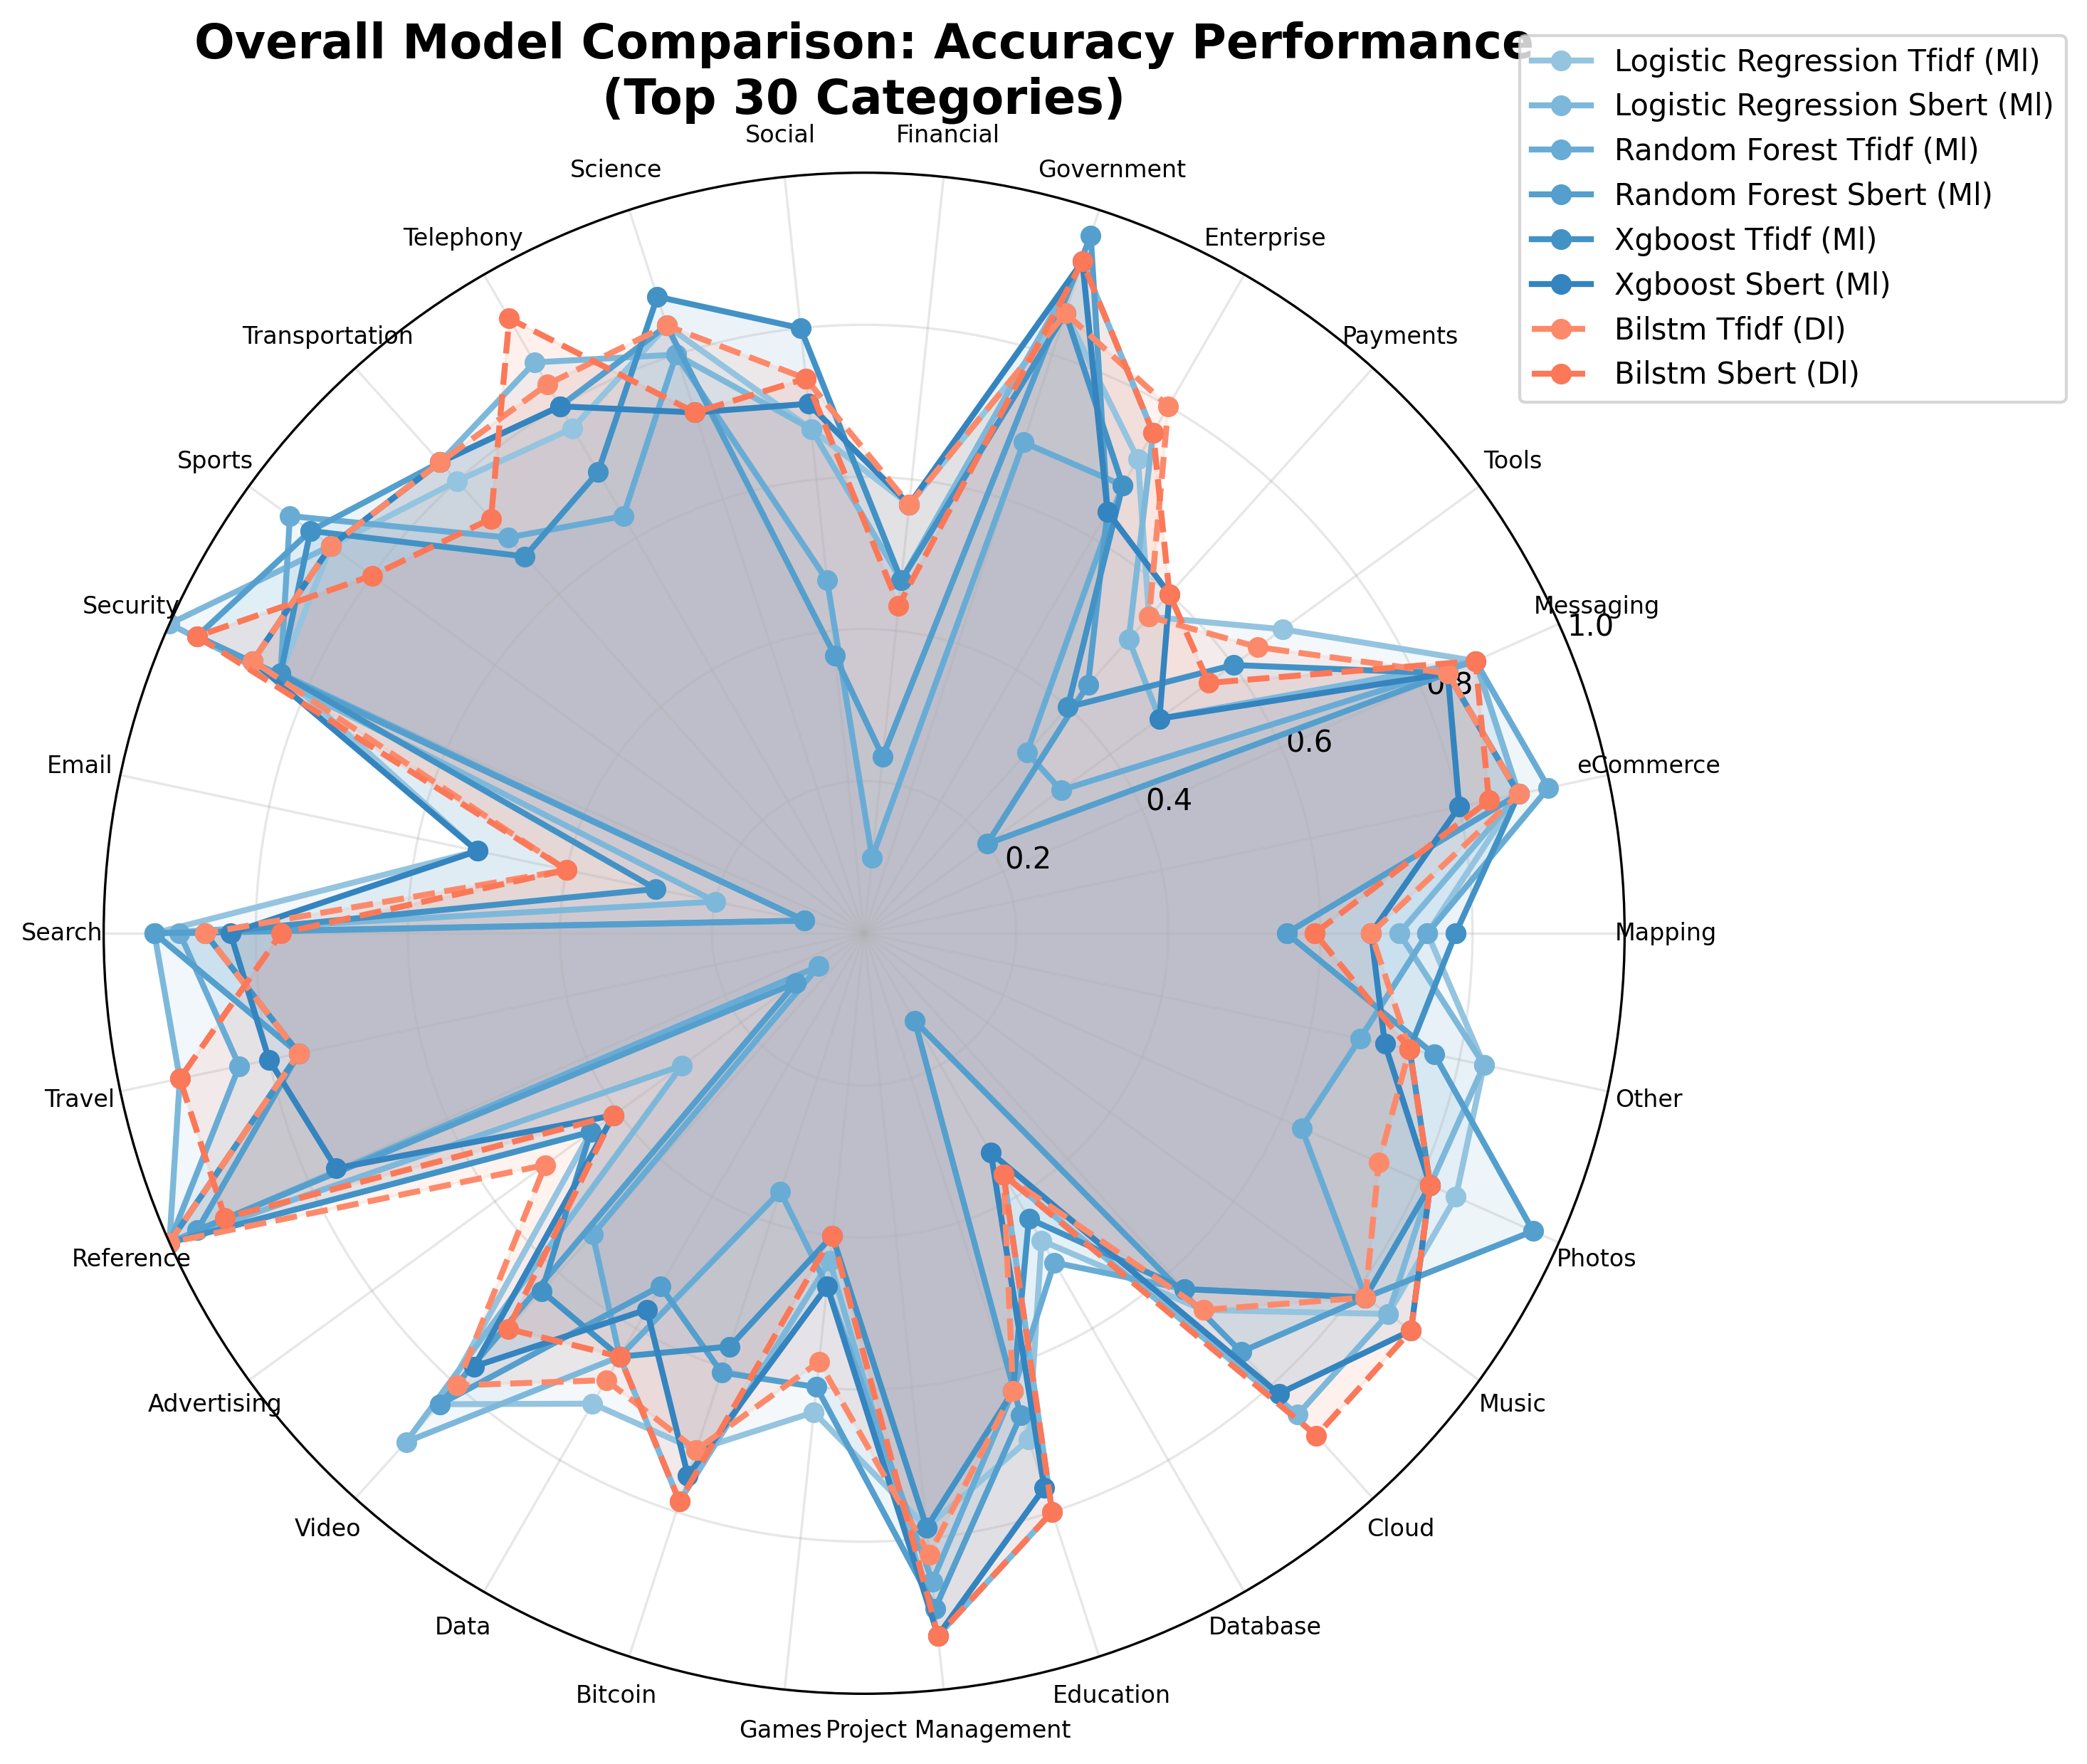 Overall Model Comparison: Accuracy Performance
(Top 30 Categories)
Logistic Regression Tfidf (Ml)
Logistic Regression Sbert (Ml)
Random Forest Tfidf (Ml)
Random Forest Sbert (Ml)
Xgboost Tfidf (Ml)
Xgboost Sbert (Ml)
Bilstm Tfidf (Dl)
Bilstm Sbert (Dl)
Social
Financial
Science
Government
Telephony
Enterprise
Transportation
Payments
Sports
Tools
Security
Messaging
1.0
0.8
0.6
0.4
0.2
Email
eCommerce
Search
Mapping
Travel
Other
Reference
Photos
Advertising
Music
Video
Cloud
Data
Database
Bitcoin
Education
Games
Project Management